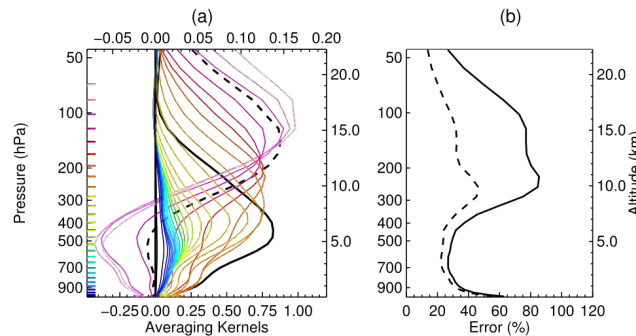 (a)
(b)
−0.05 0.00 0.05 0.10 0.15 0.20
50
100
200
300
400
500
700
900
Pressure (hPa)
20.0
15.0
10.0
5.0
−0.25 0.00 0.25 0.50 0.75 1.00
Averaging Kernels
50
100
200
300
400
500
700
900
20.0
15.0
10.0
5.0
Altitude (km)
0 20 40 60 80 100 120
Error (%)